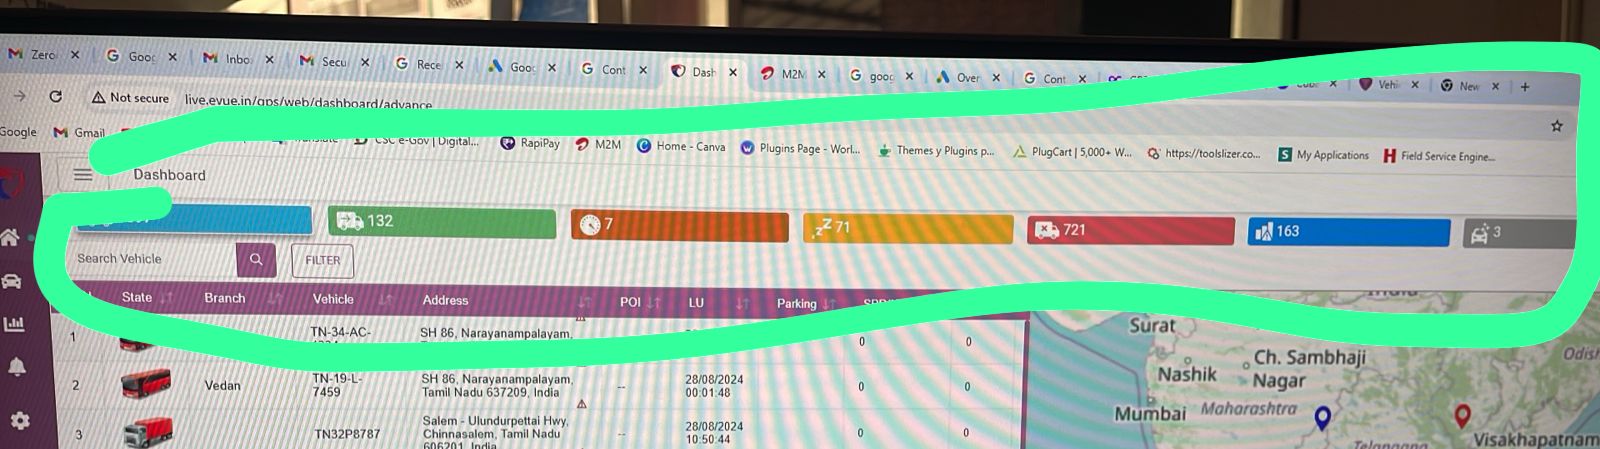 Zero Goog Inbo Secu Rece Goog Cont Dash M2M goog Over Cont Vehi New
Not secure live.evue.in/gps/web/dashboard/advance
Google Gmail CSC e-Gov | Digital... RapiPay M2M Home - Canva Plugins Page - Worl... Themes y Plugins p... PlugCart | 5,000+ W... https://toolslizer.co... My Applications Field Service Engine...
Dashboard
132 7 71 721 163 3
Search Vehicle FILTER
State Branch Vehicle Address POI LU Parking
1 TN-34-AC- SH 86, Narayanampalayam, 0 0
2 Vedan TN-19-L-7459 SH 86, Narayanampalayam, Tamil Nadu 637209, India -- 28/08/2024 00:01:48 0 0
3 TN32P8787 Salem - Ulundurpettai Hwy, Chinnasalem, Tamil Nadu 606201, India -- 28/08/2024 10:50:44 0 0
Surat
Nashik
Ch. Sambhaji
Nagar
Mumbai Maharashtra
Odish
Telangana
Visakhapatnam